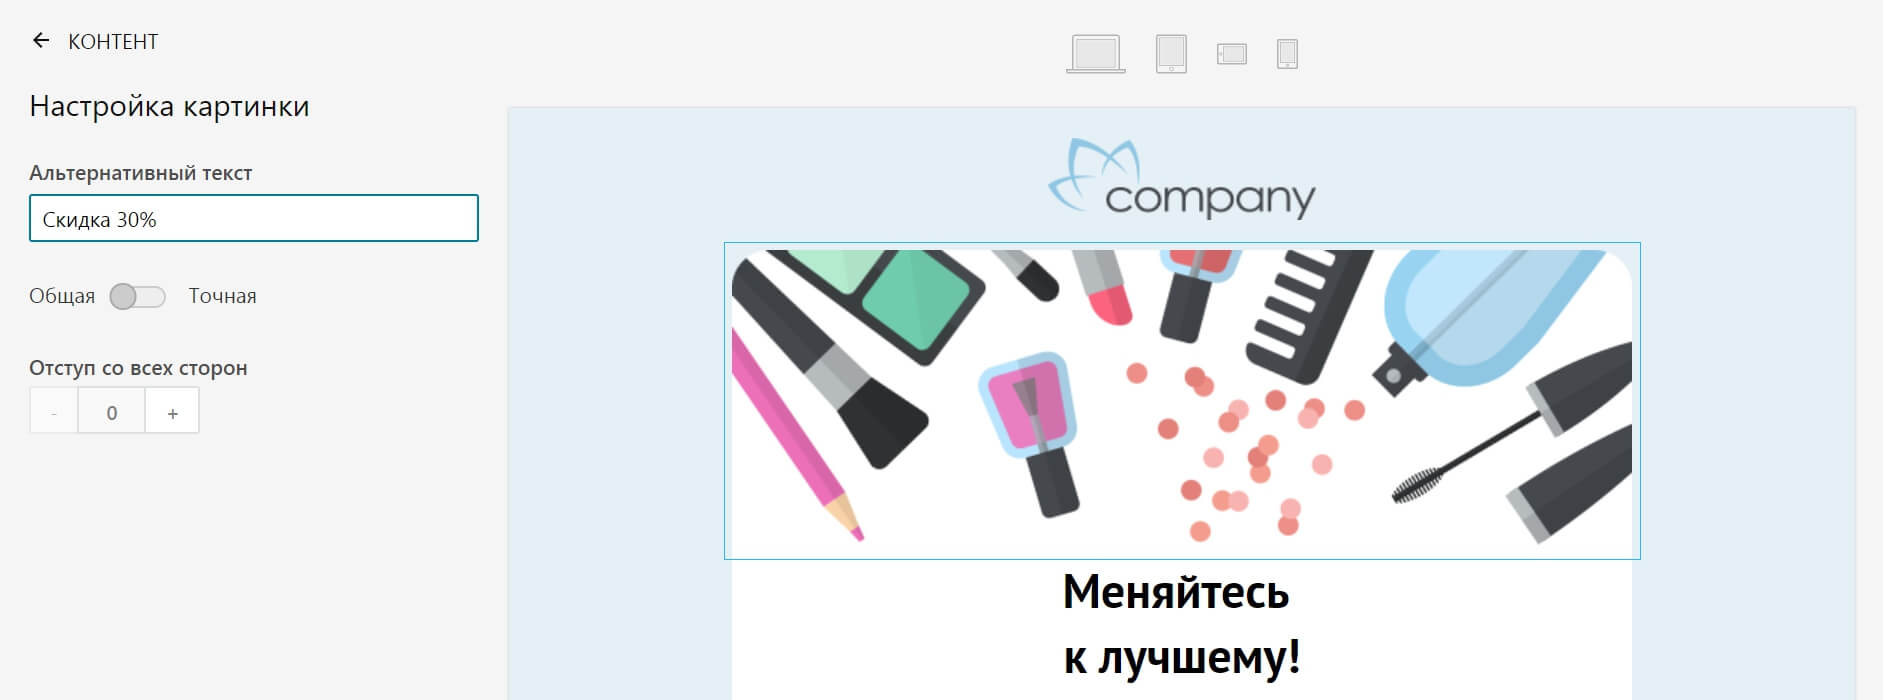 КОНТЕНТ
Настройка картинки
Альтернативный текст
Скидка 30%
Общая Точная
Отступ со всех сторон
- 0 +
company
Меняйтесь
к лучшему!